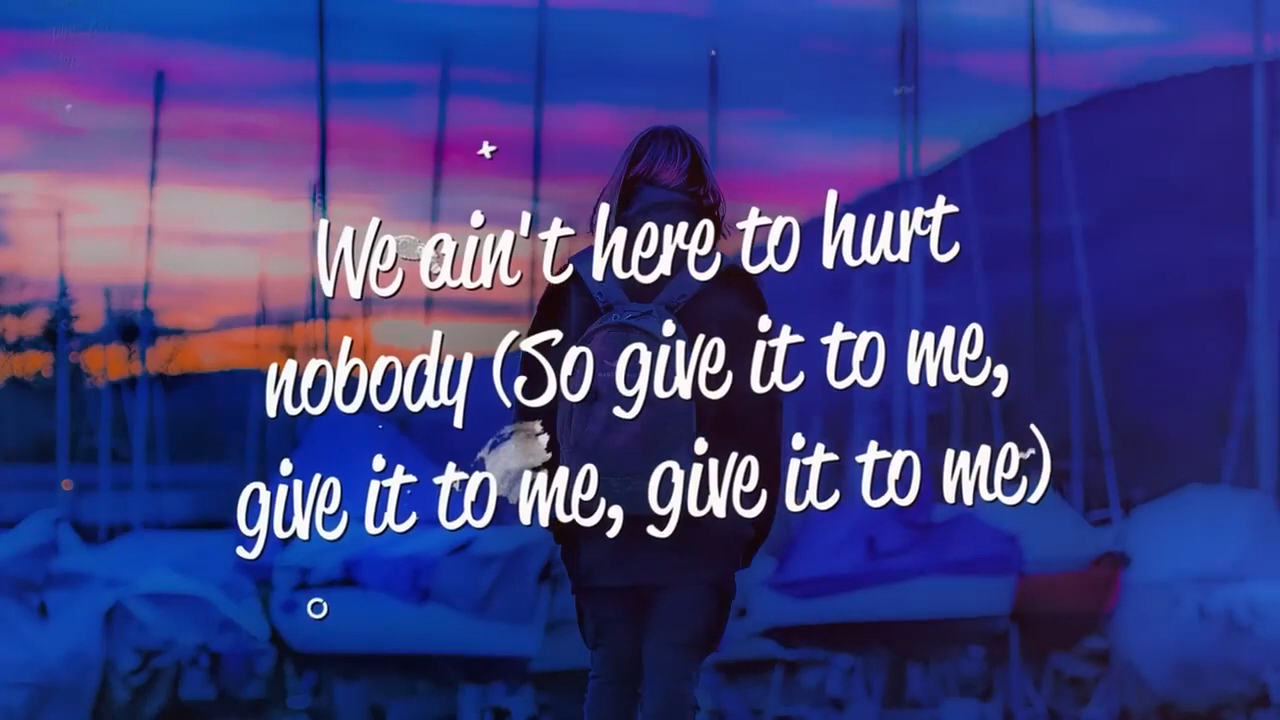 We ain't here to hurt
nobody (So give it to me,
give it to me, give it to me)